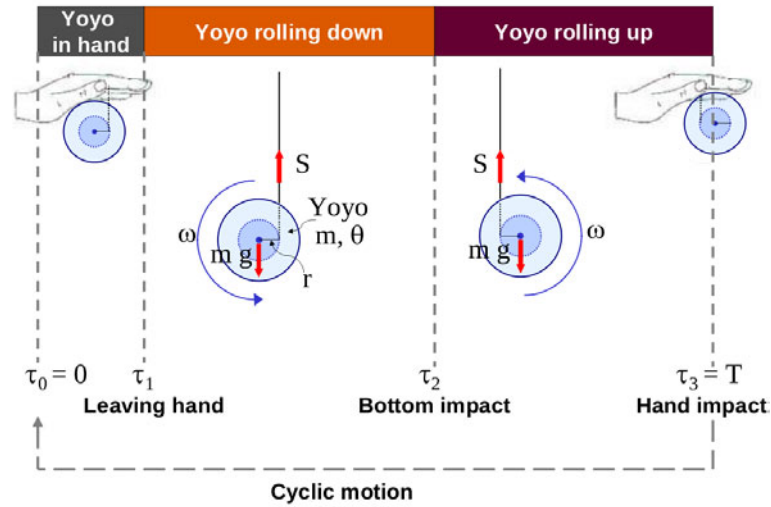 Yoyo in hand
Yoyo rolling down
Yoyo rolling up
S
S
Yoyo
m, θ
ω
m g
r
m g
ω
τ0 = 0
τ1
τ2
τ3 = T
Leaving hand
Bottom impact
Hand impact
Cyclic motion